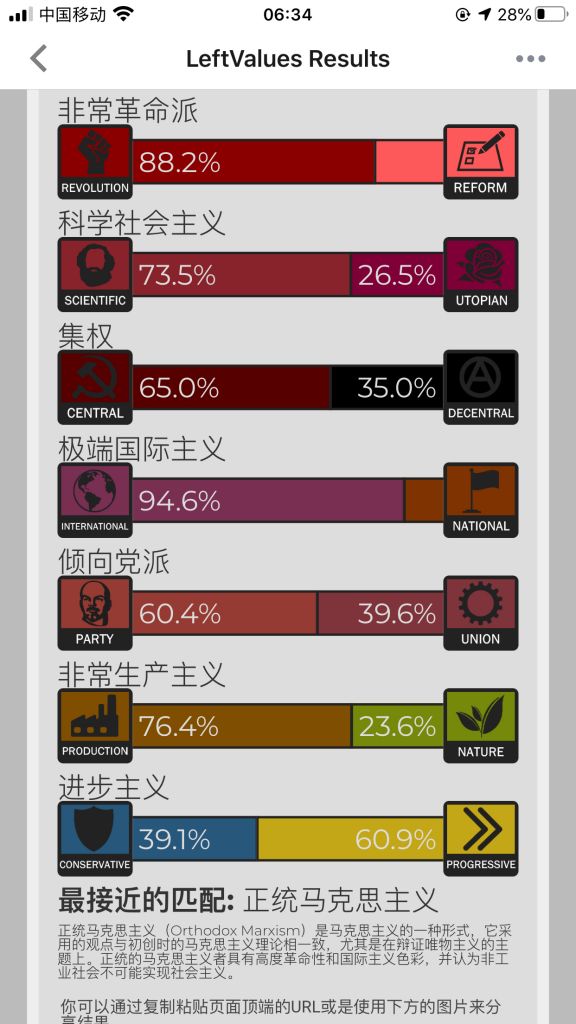 中国移动 06:34 28%
LeftValues Results
非常革命派
REVOLUTION 88.2% REFORM
科学社会主义
SCIENTIFIC 73.5% 26.5% UTOPIAN
集权
CENTRAL 65.0% 35.0% DECENTRAL
极端国际主义
INTERNATIONAL 94.6% NATIONAL
倾向党派
PARTY 60.4% 39.6% UNION
非常生产主义
PRODUCTION 76.4% 23.6% NATURE
进步主义
CONSERVATIVE 39.1% 60.9% PROGRESSIVE
最接近的匹配: 正统马克思主义
正统马克思主义（Orthodox Marxism）是马克思主义的一种形式，它采
用的观点与初创时的马克思主义理论相一致，尤其是在辩证唯物主义的主
题上。正统的马克思主义者具有高度革命性和国际主义色彩，并认为非工
业社会不可能实现社会主义。
你可以通过复制粘贴页面顶端的URL或是使用下方的图片来分
享结果